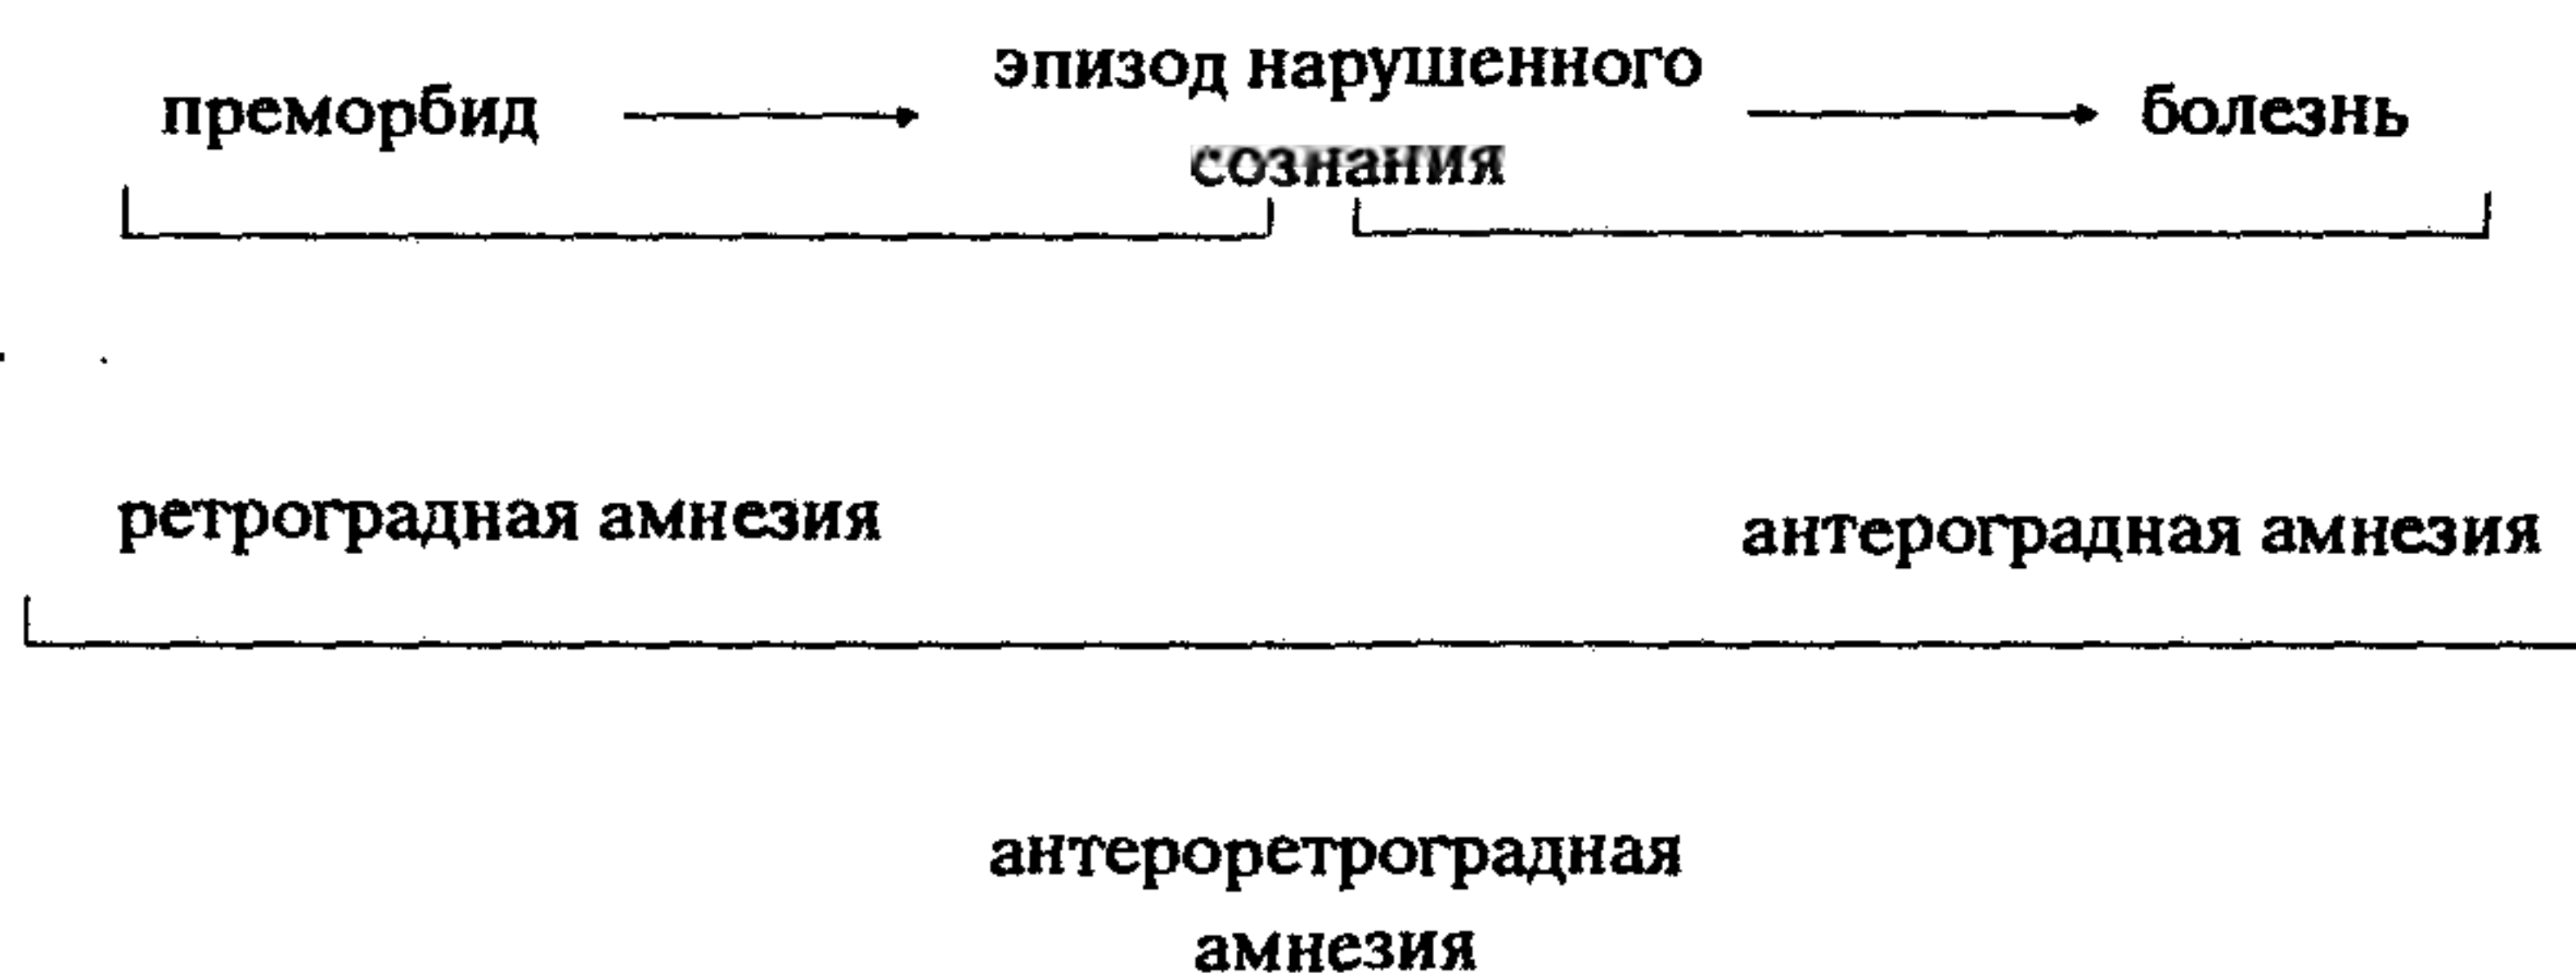 преморбид
эпизод нарушенного
сознания
болезнь
ретроградная амнезия
антероградная амнезия
антероретроградная
амнезия